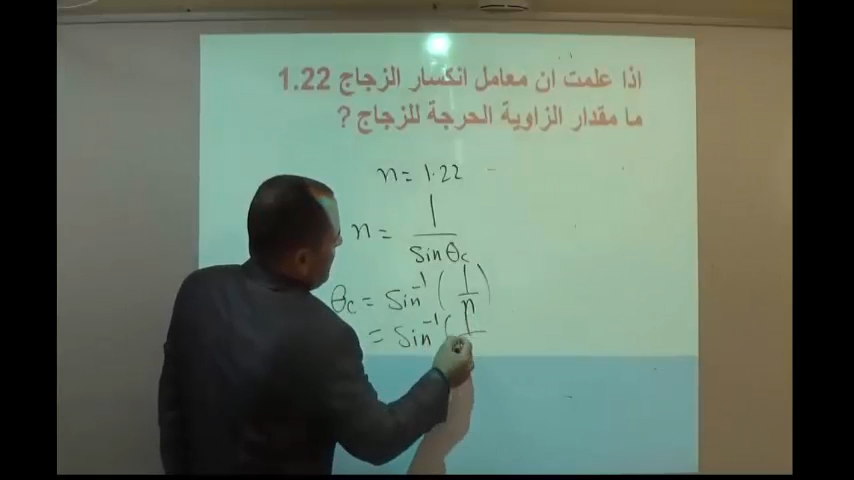 اذا علمت ان معامل انكسار الزجاج 1.22
ما مقدار الزاوية الحرجة للزجاج ?
n = 1.22
n = 1 / sin θc
θc = sin⁻¹ ( 1 / n )
= sin⁻¹ ( 1